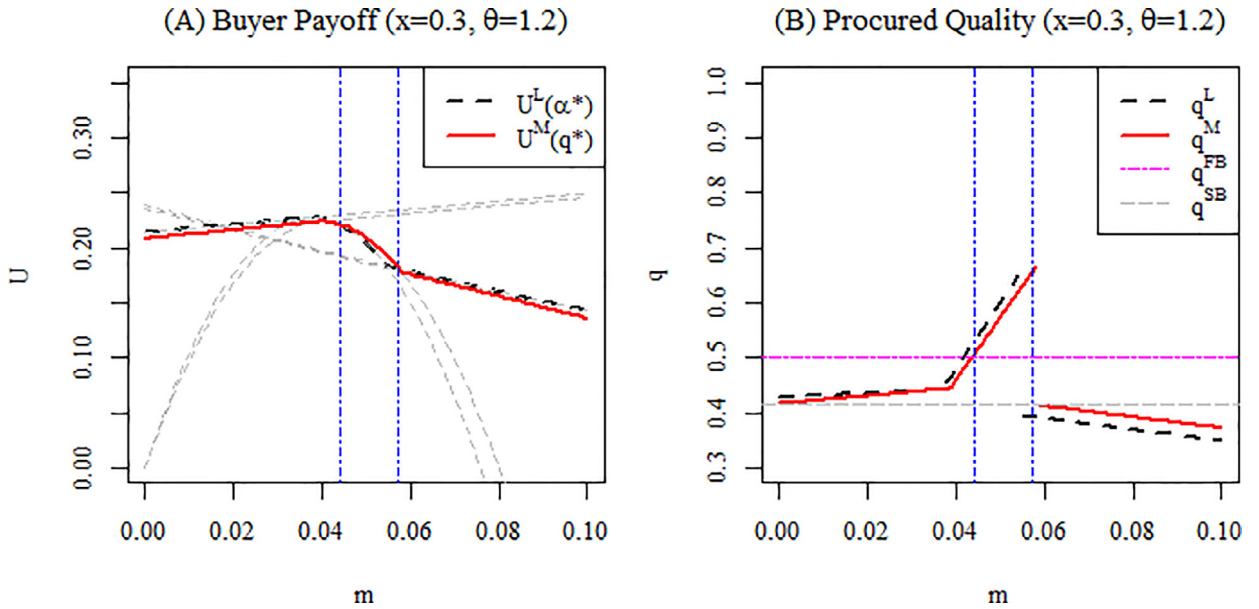 (A) Buyer Payoff (x=0.3, θ=1.2)
U
0.30
0.20
0.10
0.00
U^L(α*)
U^M(q*)
0.00 0.02 0.04 0.06 0.08 0.10
m
(B) Procured Quality (x=0.3, θ=1.2)
q
1.0
0.9
0.8
0.7
0.6
0.5
0.4
0.3
q^L
q^M
q^FB
q^SB
0.00 0.02 0.04 0.06 0.08 0.10
m